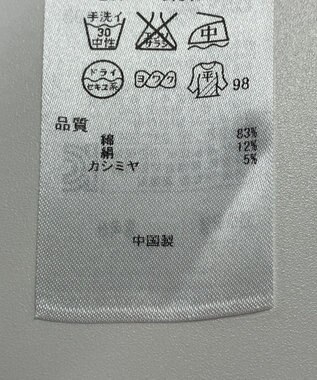 手洗イ
30
中性
エンソ
サラシ
中
ドライ
セキユ系
ヨワク
平
98
品質
綿 83%
絹 12%
カシミヤ 5%
中国製